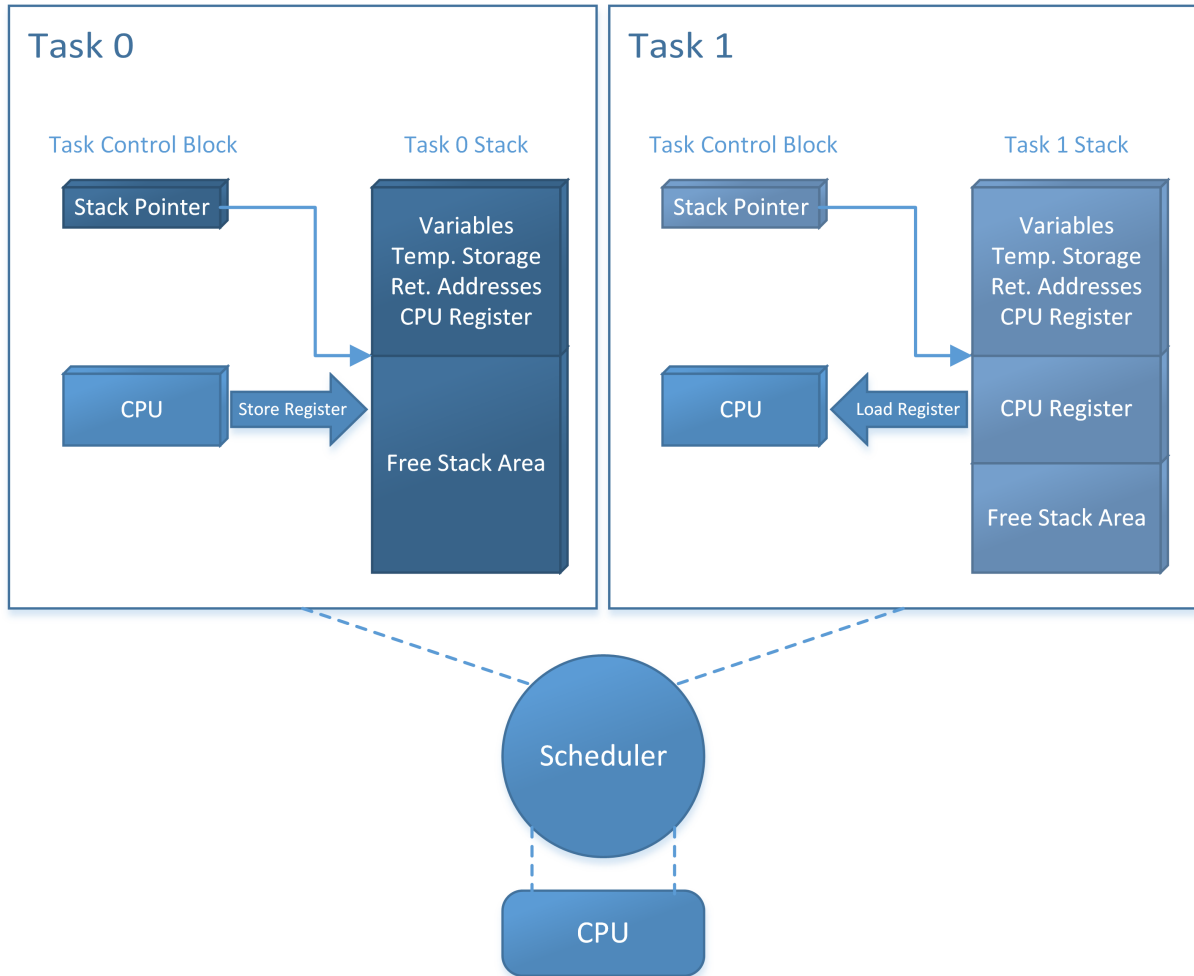 Task 0
Task Control Block
Task 0 Stack
Stack Pointer
Variables
Temp. Storage
Ret. Addresses
CPU Register
CPU
Store Register
Free Stack Area
Task 1
Task Control Block
Task 1 Stack
Stack Pointer
Variables
Temp. Storage
Ret. Addresses
CPU Register
CPU
Load Register
CPU Register
Free Stack Area
Scheduler
CPU